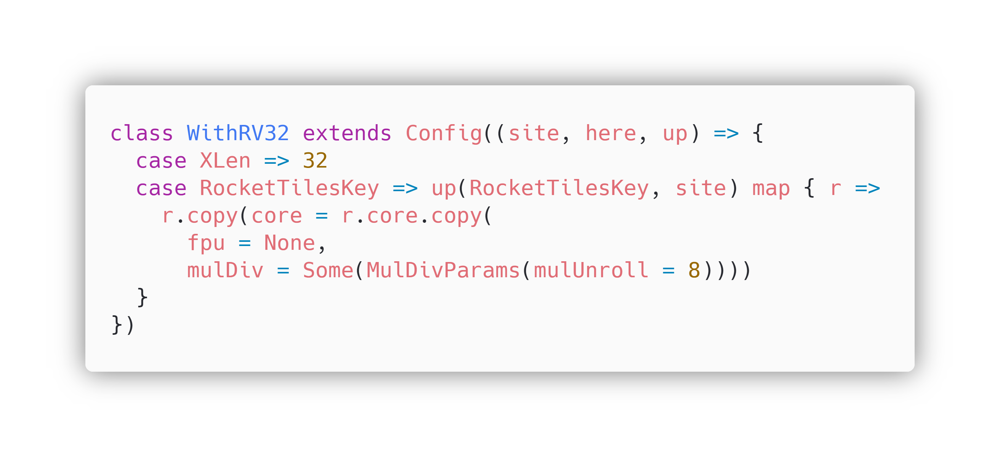 class WithRV32 extends Config((site, here, up) => {
  case XLen => 32
  case RocketTilesKey => up(RocketTilesKey, site) map { r =>
    r.copy(core = r.core.copy(
      fpu = None,
      mulDiv = Some(MulDivParams(mulUnroll = 8))))
  }
})